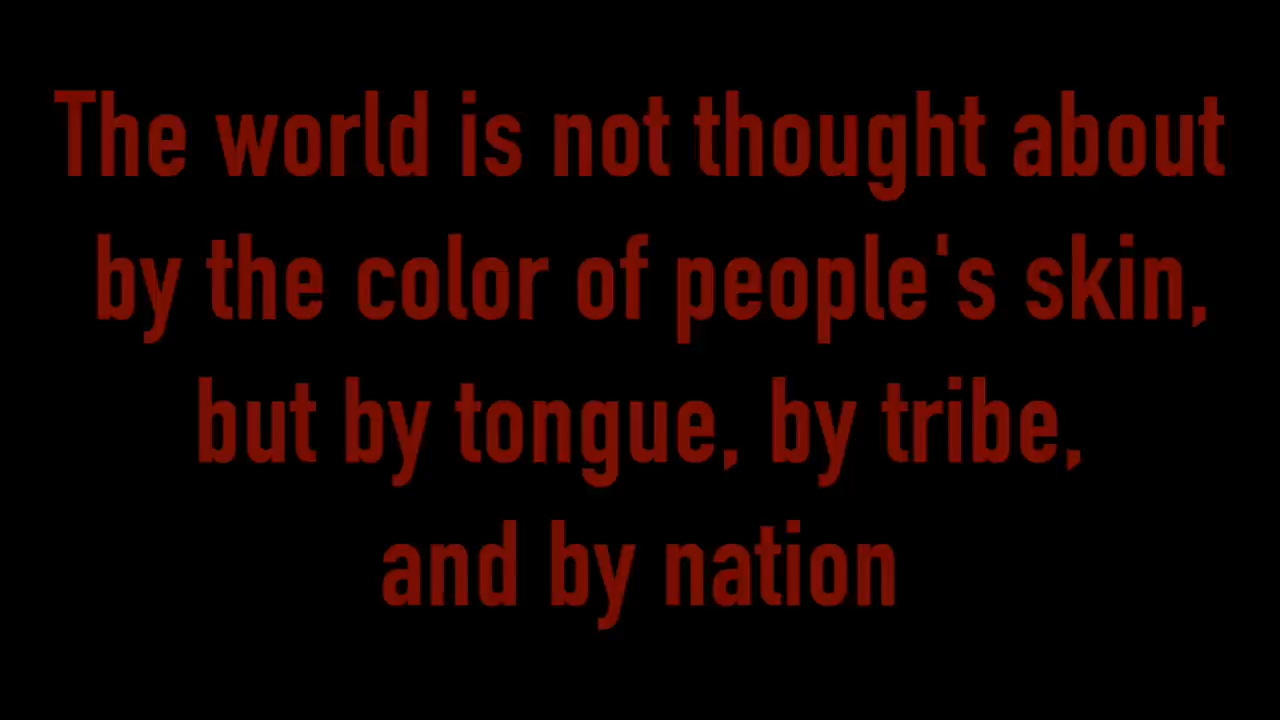 The world is not thought about
by the color of people's skin,
but by tongue, by tribe,
and by nation